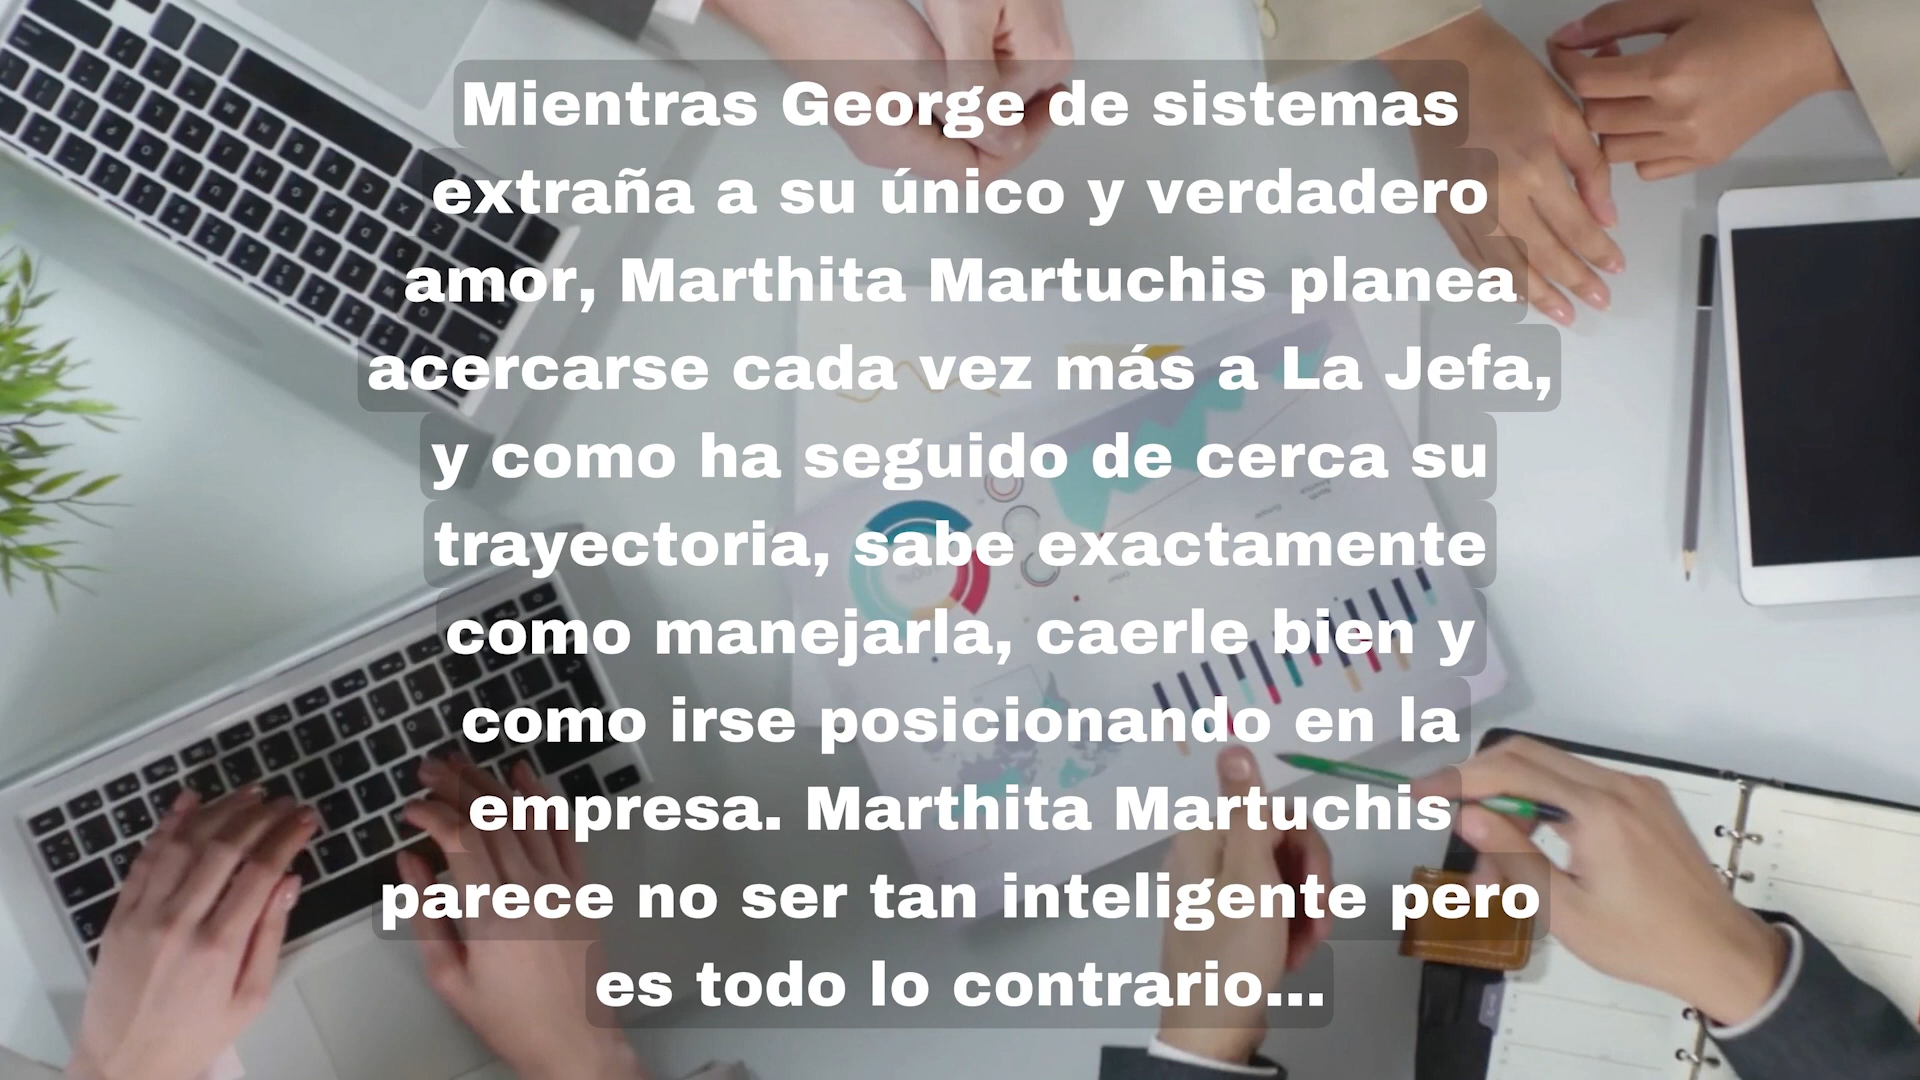 Mientras George de sistemas
extraña a su único y verdadero
amor, Marthita Martuchis planea
acercarse cada vez más a La Jefa,
y como ha seguido de cerca su
trayectoria, sabe exactamente
como manejarla, caerle bien y
como irse posicionando en la
empresa. Marthita Martuchis
parece no ser tan inteligente pero
es todo lo contrario...